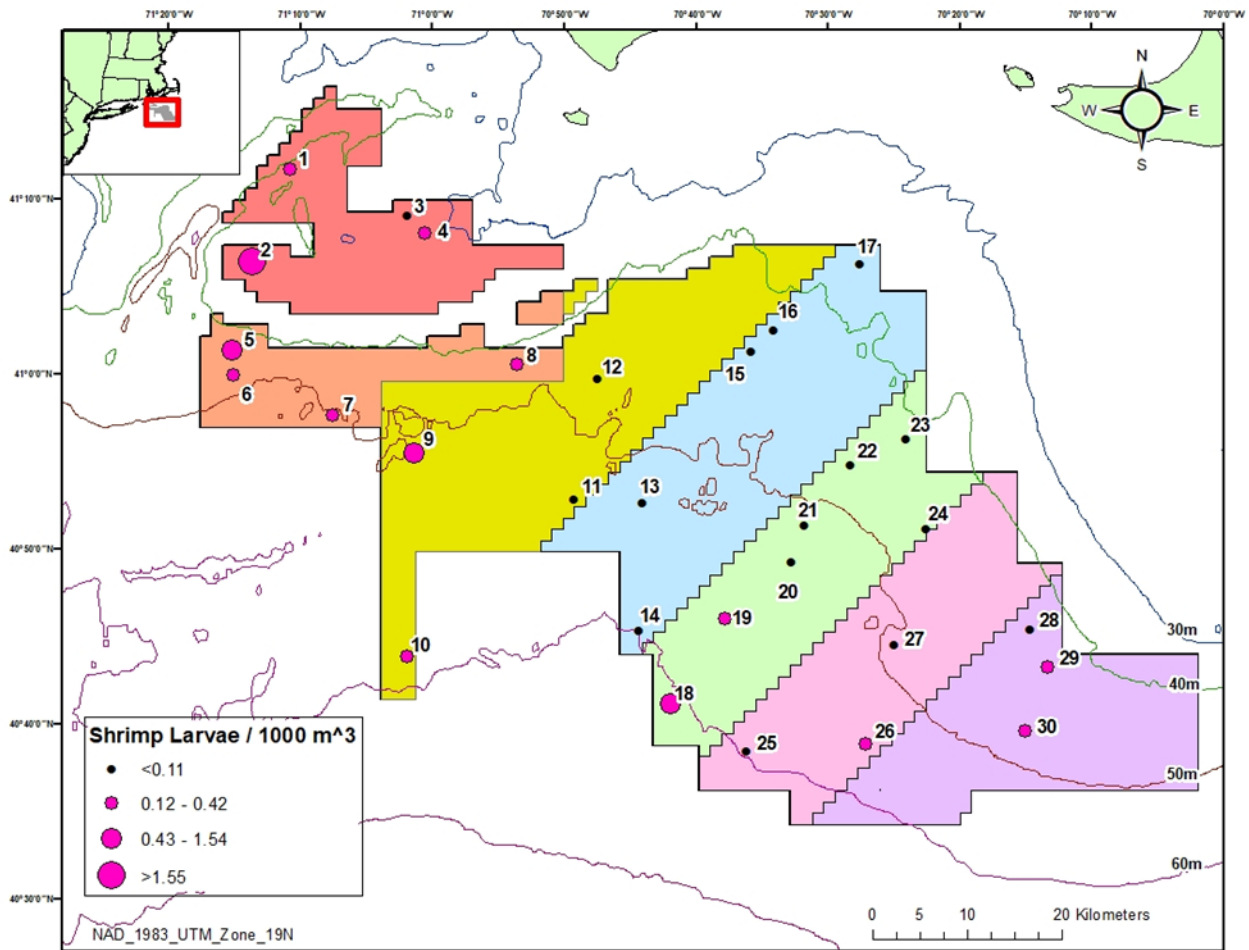 71°20'0"W 71°10'0"W 71°0'0"W 70°50'0"W 70°40'0"W 70°30'0"W 70°20'0"W 70°10'0"W 70°0'0"W
N
W E
S
1
41°10'0"N
3
4
2
17
16
5
8
15
41°0'0"N
12
6
7
23
9
22
11
13
21
24
40°50'0"N
20
14
19
28
30m
27
10
29
40m
18
40°40'0"N
Shrimp Larvae / 1000 m^3
25
26
30
<0.11
50m
0.12 - 0.42
0.43 - 1.54
60m
>1.55
40°30'0"N
0 5 10 20 Kilometers
NAD_1983_UTM_Zone_19N